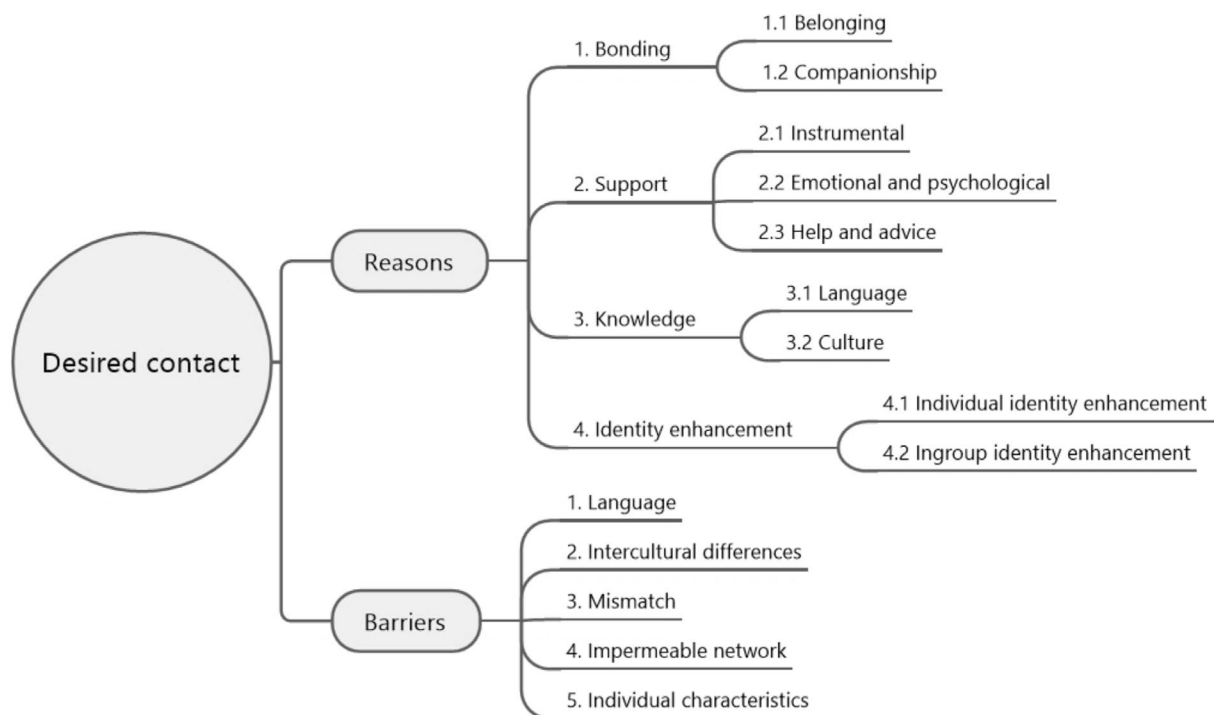 Desired contact
Reasons
1. Bonding
1.1 Belonging
1.2 Companionship
2. Support
2.1 Instrumental
2.2 Emotional and psychological
2.3 Help and advice
3. Knowledge
3.1 Language
3.2 Culture
4. Identity enhancement
4.1 Individual identity enhancement
4.2 Ingroup identity enhancement
Barriers
1. Language
2. Intercultural differences
3. Mismatch
4. Impermeable network
5. Individual characteristics